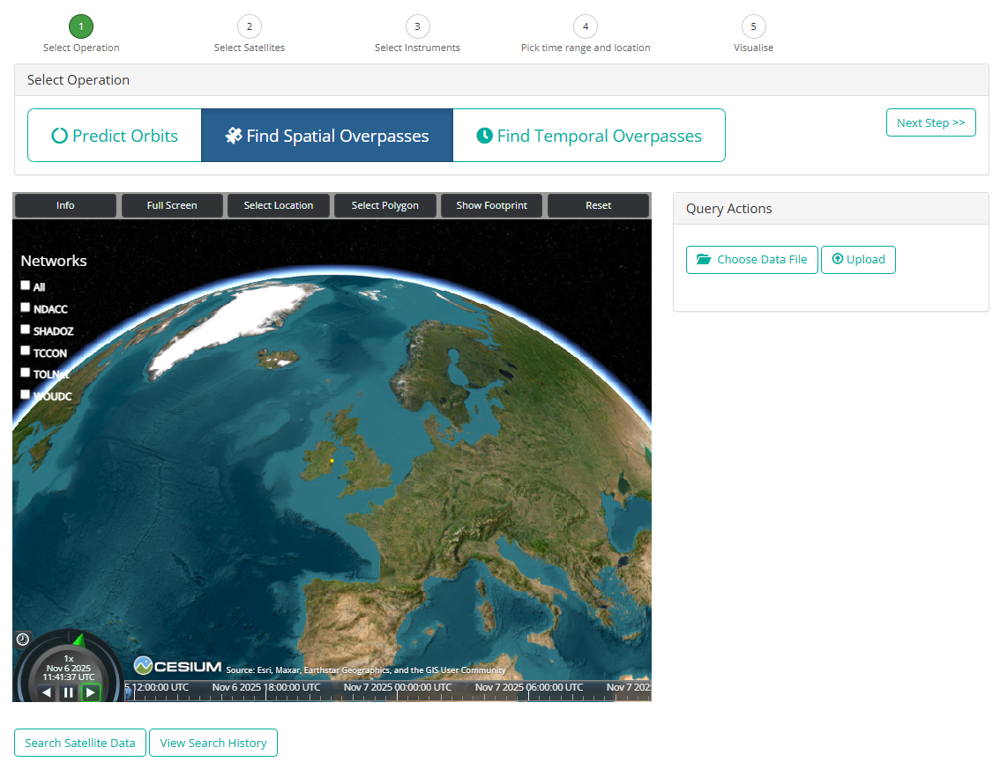 1 2 3 4 5
Select Operation Select Satellites Select Instruments Pick time range and location Visualise
Select Operation
Predict Orbits Find Spatial Overpasses Find Temporal Overpasses Next Step >>
Info Full Screen Select Location Select Polygon Show Footprint Reset
Query Actions
Choose Data File Upload
Networks
All
NDACC
SHADOZ
TCCON
TOLNet
WOUDC
1x
Nov 6 2025
11:41:37 UTC
CESIUM Source: Esri, Maxar, Earthstar Geographics, and the GIS User Community
5 12:00:00 UTC Nov 6 2025 18:00:00 UTC Nov 7 2025 00:00:00 UTC Nov 7 2025 06:00:00 UTC Nov 7 202
Search Satellite Data View Search History